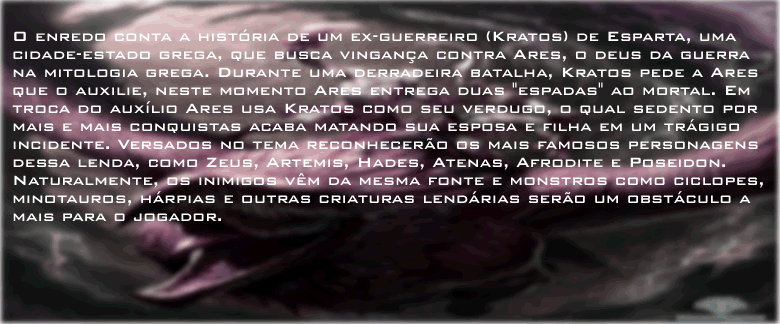 O enredo conta a história de um ex-guerreiro (Kratos) de Esparta, uma
cidade-estado grega, que busca vingança contra Ares, o deus da guerra
na mitologia grega. Durante uma derradeira batalha, Kratos pede a Ares
que o auxilie, neste momento Ares entrega duas "espadas" ao mortal. Em
troca do auxílio Ares usa Kratos como seu verdugo, o qual sedento por
mais e mais conquistas acaba matando sua esposa e filha em um trágigo
incidente. Versados no tema reconhecerão os mais famosos personagens
dessa lenda, como Zeus, Artemis, Hades, Atenas, Afrodite e Poseidon.
Naturalmente, os inimigos vêm da mesma fonte e monstros como ciclopes,
minotauros, hárpias e outras criaturas lendárias serão um obstáculo a
mais para o jogador.